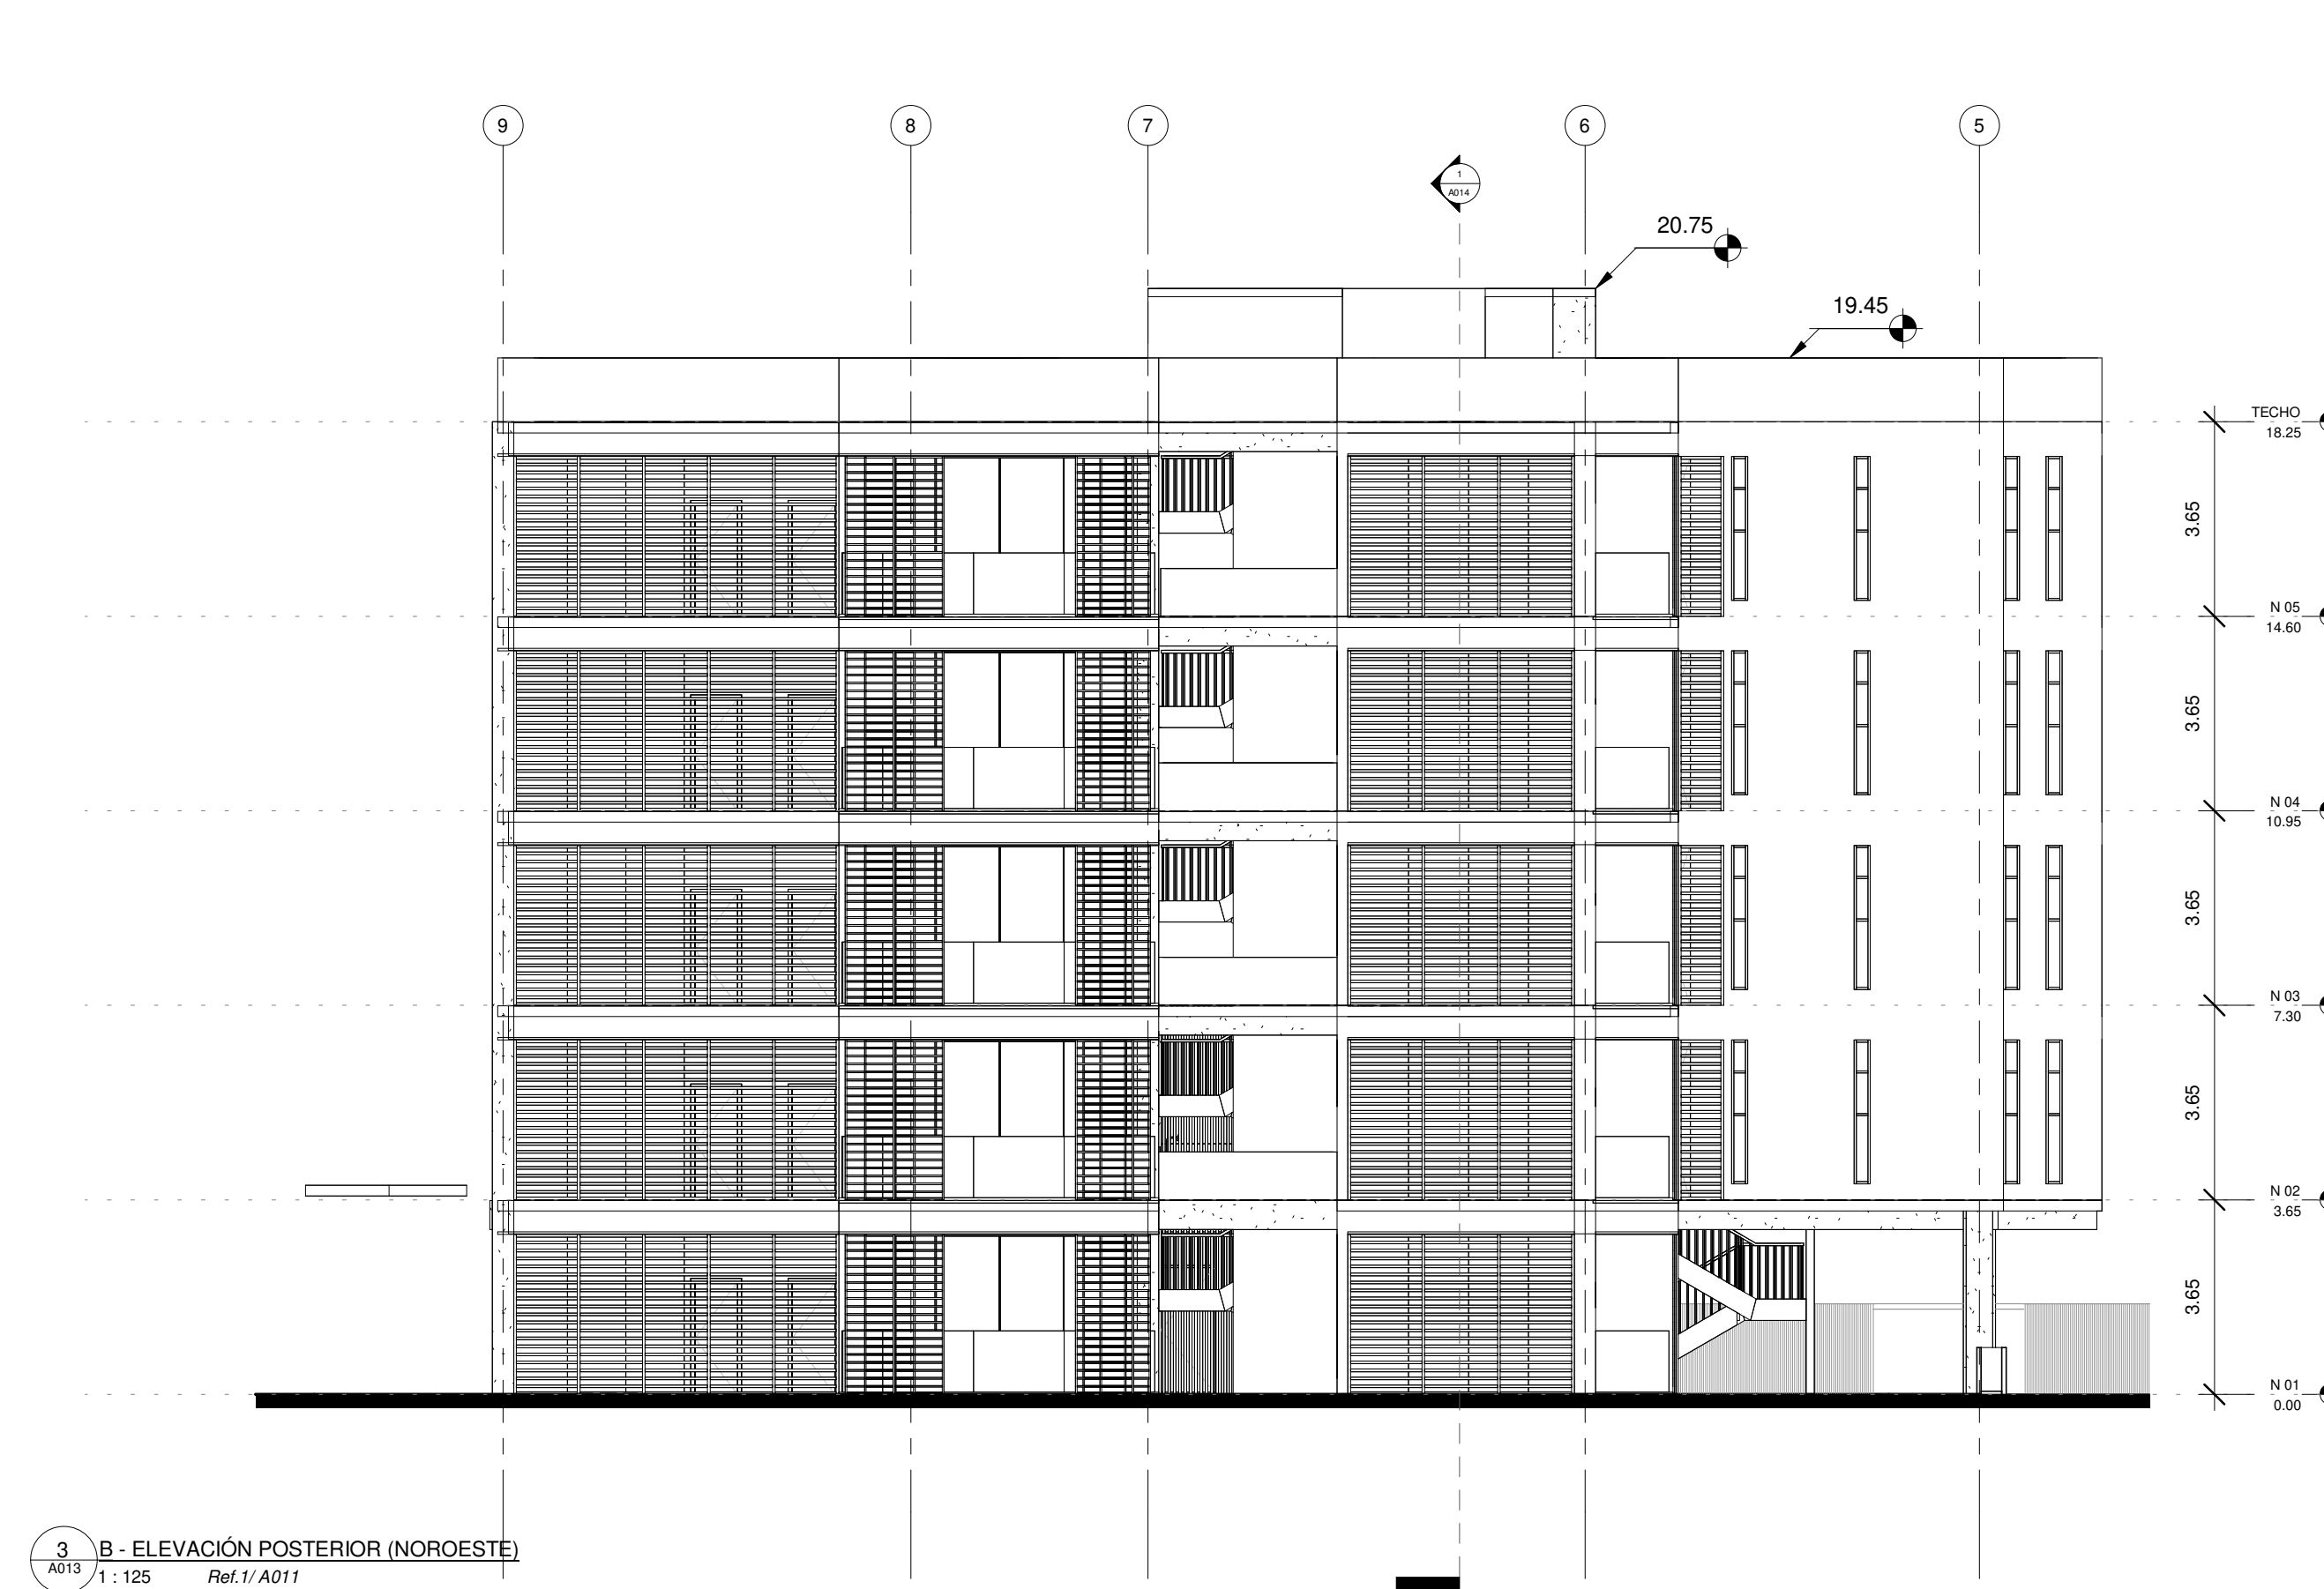 9
8
7
6
5
1
A014
20.75
19.45
TECHO
18.25
3.65
N 05
14.60
3.65
N 04
10.95
3.65
N 03
7.30
3.65
N 02
3.65
3.65
N 01
0.00
3
A013
B - ELEVACIÓN POSTERIOR (NOROESTE)
1 : 125 Ref.1/ A011